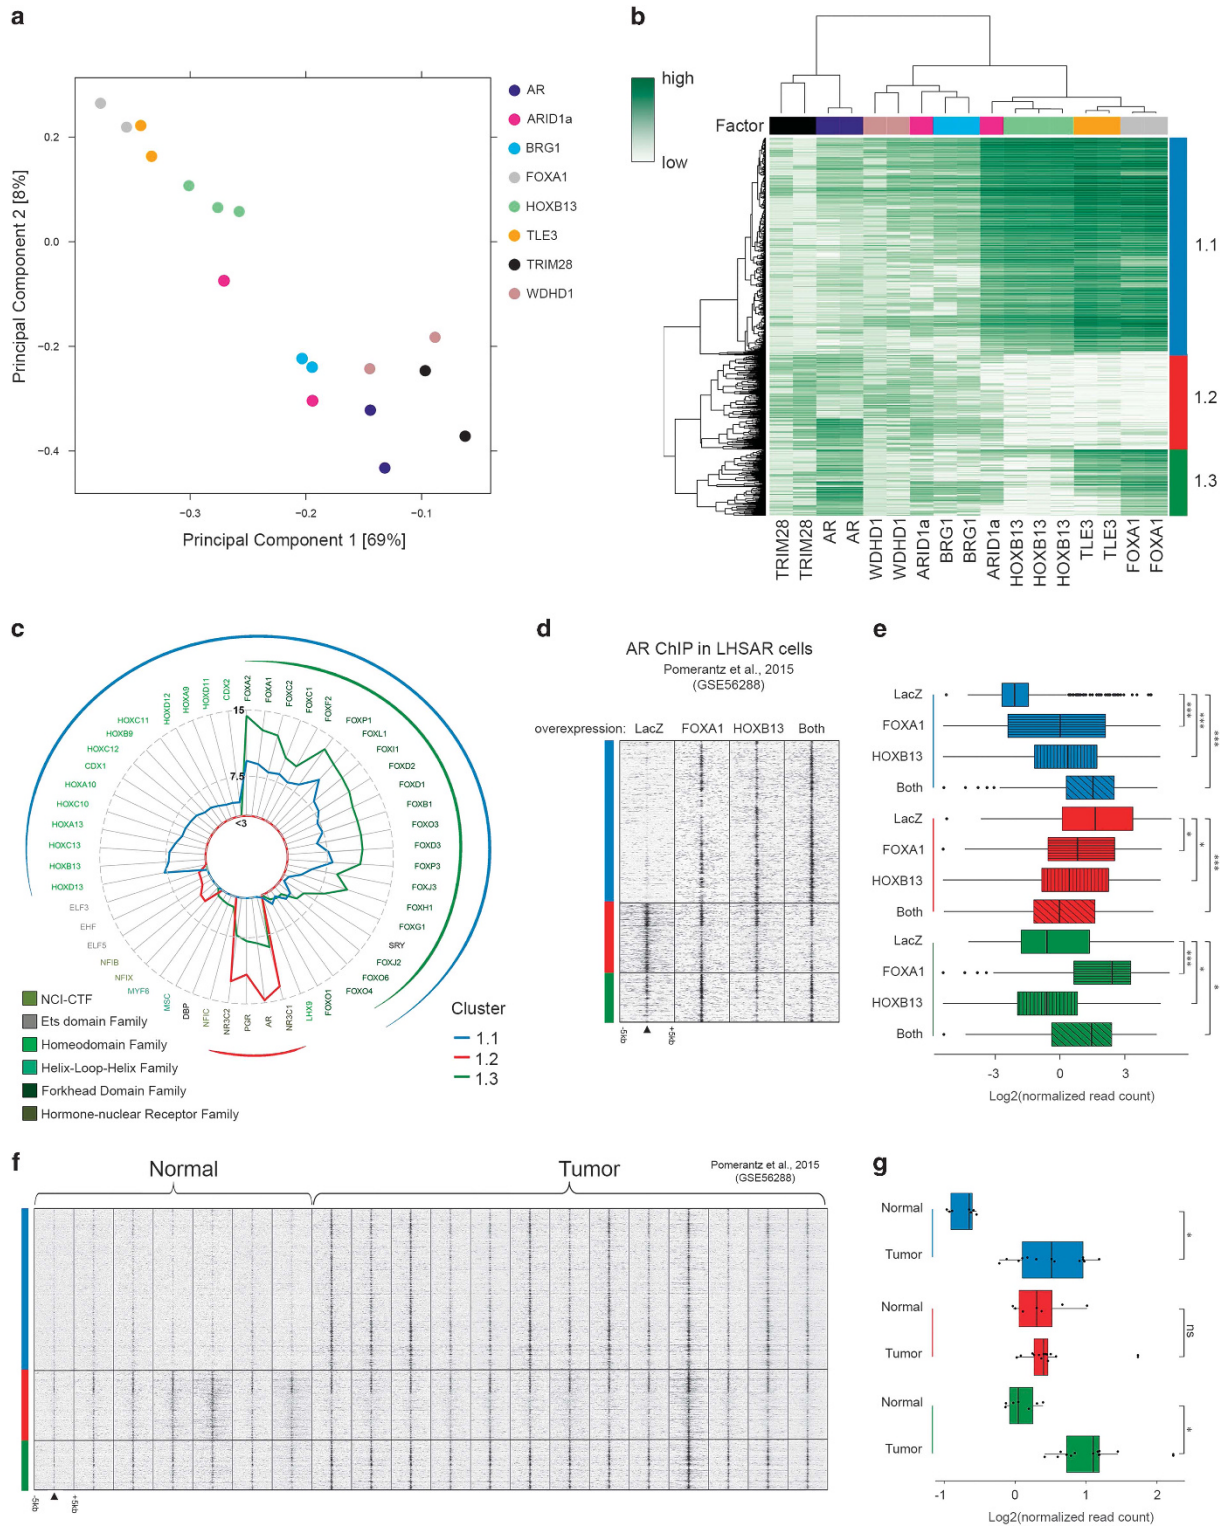 a
0.2
0.0
−0.2
−0.4
−0.3
−0.2
−0.1
Principal Component 2 [8%]
Principal Component 1 [69%]
AR
ARID1a
BRG1
FOXA1
HOXB13
TLE3
TRIM28
WDHD1
b
high
low
Factor
1.1
1.2
1.3
TRIM28
TRIM28
AR
AR
WDHD1
WDHD1
ARID1a
BRG1
BRG1
ARID1a
HOXB13
HOXB13
HOXB13
TLE3
TLE3
FOXA1
FOXA1
c
15
7.5
<3
FOXA2
FOXA1
FOXC2
FOXC1
FOXF2
FOXP1
FOXL1
FOXI1
FOXD2
FOXD1
FOXB1
FOXO3
FOXD3
FOXP3
FOXJ3
FOXH1
FOXG1
SRY
FOXJ2
FOXO6
FOXO4
FOXO1
LHX9
NR3C1
AR
PGR
NR3C2
NFIC
DBP
MSC
MYF6
NFIX
NFIB
ELF5
EHF
ELF3
HOXD13
HOXB13
HOXC13
HOXA13
HOXC10
HOXA10
CDX1
HOXC12
HOXB9
HOXC11
HOXD12
HOXA9
HOXD11
CDX2
NCI-CTF
Ets domain Family
Homeodomain Family
Helix-Loop-Helix Family
Forkhead Domain Family
Hormone-nuclear Receptor Family
Cluster
1.1
1.2
1.3
d
AR ChIP in LHSAR cells
Pomerantz et al., 2015
(GSE56288)
overexpression: LacZ FOXA1 HOXB13 Both
-5kb
+5kb
e
LacZ
FOXA1
HOXB13
Both
LacZ
FOXA1
HOXB13
Both
LacZ
FOXA1
HOXB13
Both
***
***
***
*
*
***
***
*
*
-3
0
3
Log2(normalized read count)
f
Normal
Tumor
Pomerantz et al., 2015
(GSE56288)
-5kb
+5kb
g
Normal
Tumor
Normal
Tumor
Normal
Tumor
*
ns
*
-1
0
1
2
Log2(normalized read count)